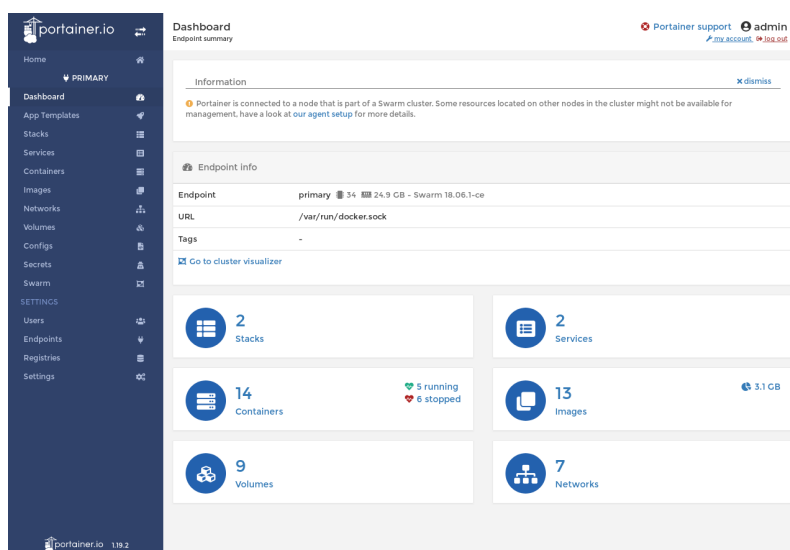 portainer.io
Home
PRIMARY
Dashboard
App Templates
Stacks
Services
Containers
Images
Networks
Volumes
Configs
Secrets
Swarm
SETTINGS
Users
Endpoints
Registries
Settings
portainer.io 1.19.2
Dashboard
Endpoint summary
Portainer support admin
my account log out
Information dismiss
Portainer is connected to a node that is part of a Swarm cluster. Some resources located on other nodes in the cluster might not be available for
management, have a look at our agent setup for more details.
Endpoint info
Endpoint primary 34 24.9 GB - Swarm 18.06.1-ce
URL /var/run/docker.sock
Tags -
Go to cluster visualizer
2
Stacks
2
Services
14
Containers
5 running
6 stopped
13
Images
3.1 GB
9
Volumes
7
Networks